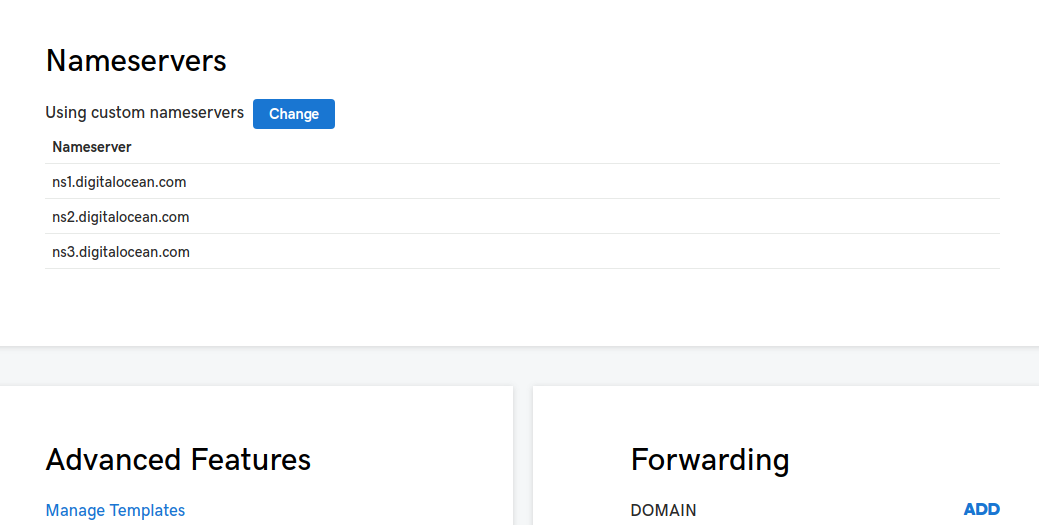 Nameservers
Using custom nameservers Change
Nameserver
ns1.digitalocean.com
ns2.digitalocean.com
ns3.digitalocean.com
Advanced Features
Manage Templates
Forwarding
DOMAIN ADD